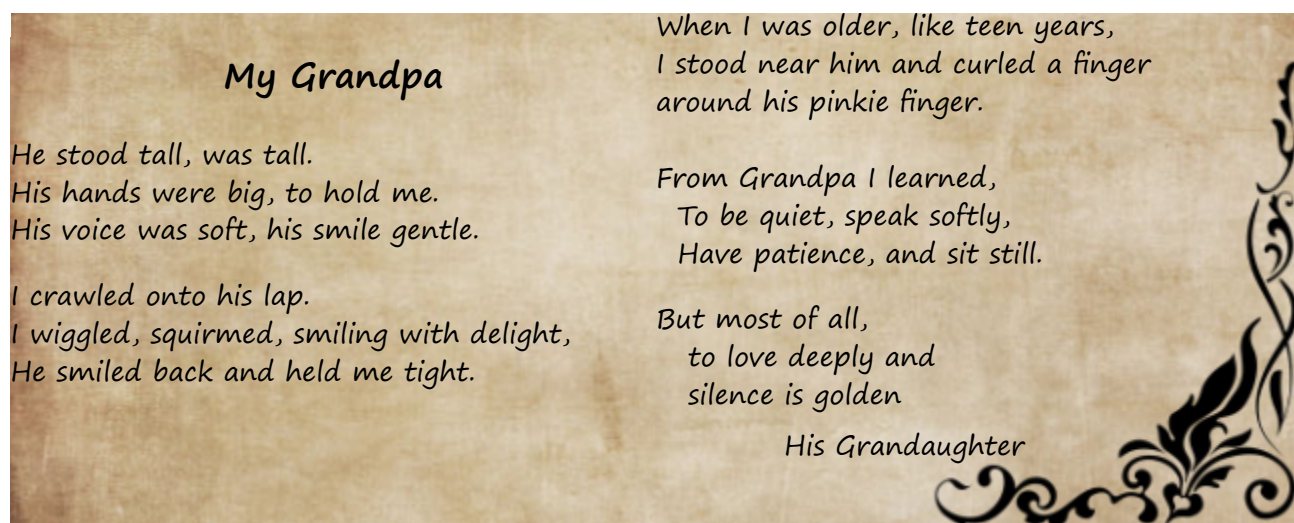 My Grandpa
He stood tall, was tall.
His hands were big, to hold me.
His voice was soft, his smile gentle.
I crawled onto his lap.
I wiggled, squirmed, smiling with delight,
He smiled back and held me tight.
When I was older, like teen years,
I stood near him and curled a finger
around his pinkie finger.
From Grandpa I learned,
To be quiet, speak softly,
Have patience, and sit still.
But most of all,
to love deeply and
silence is golden
His Grandaughter